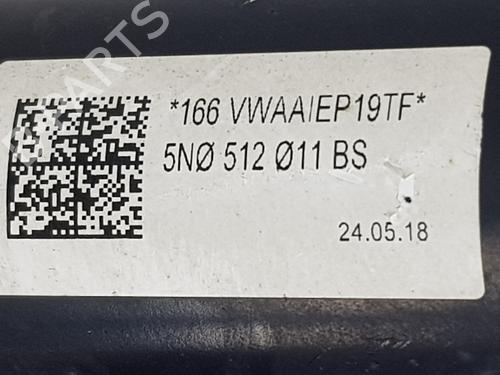 *166 VWAAIEP19TF*
5NØ 512 Ø11 BS
24.05.18